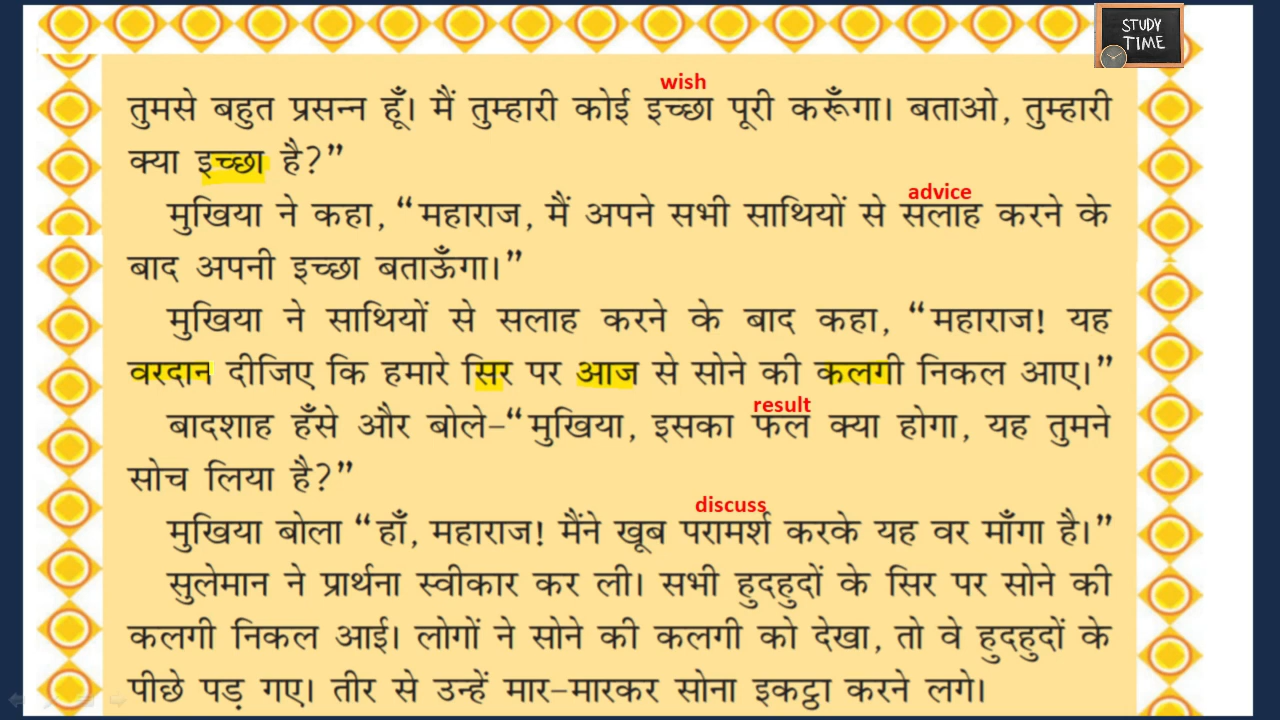 STUDY
TIME
wish
तुमसे बहुत प्रसन्न हूँ। मैं तुम्हारी कोई इच्छा पूरी करूँगा। बताओ, तुम्हारी
क्या इच्छा है?”
advice
मुखिया ने कहा, “महाराज, मैं अपने सभी साथियों से सलाह करने के
बाद अपनी इच्छा बताऊँगा।”
मुखिया ने साथियों से सलाह करने के बाद कहा, “महाराज! यह
वरदान दीजिए कि हमारे सिर पर आज से सोने की कलगी निकल आए।”
result
बादशाह हँसे और बोले–“मुखिया, इसका फल क्या होगा, यह तुमने
सोच लिया है?”
discuss
मुखिया बोला “हाँ, महाराज! मैंने खूब परामर्श करके यह वर माँगा है।”
सुलेमान ने प्रार्थना स्वीकार कर ली। सभी हुदहुदों के सिर पर सोने की
कलगी निकल आई। लोगों ने सोने की कलगी को देखा, तो वे हुदहुदों के
पीछे पड़ गए। तीर से उन्हें मार–मारकर सोना इकट्ठा करने लगे।